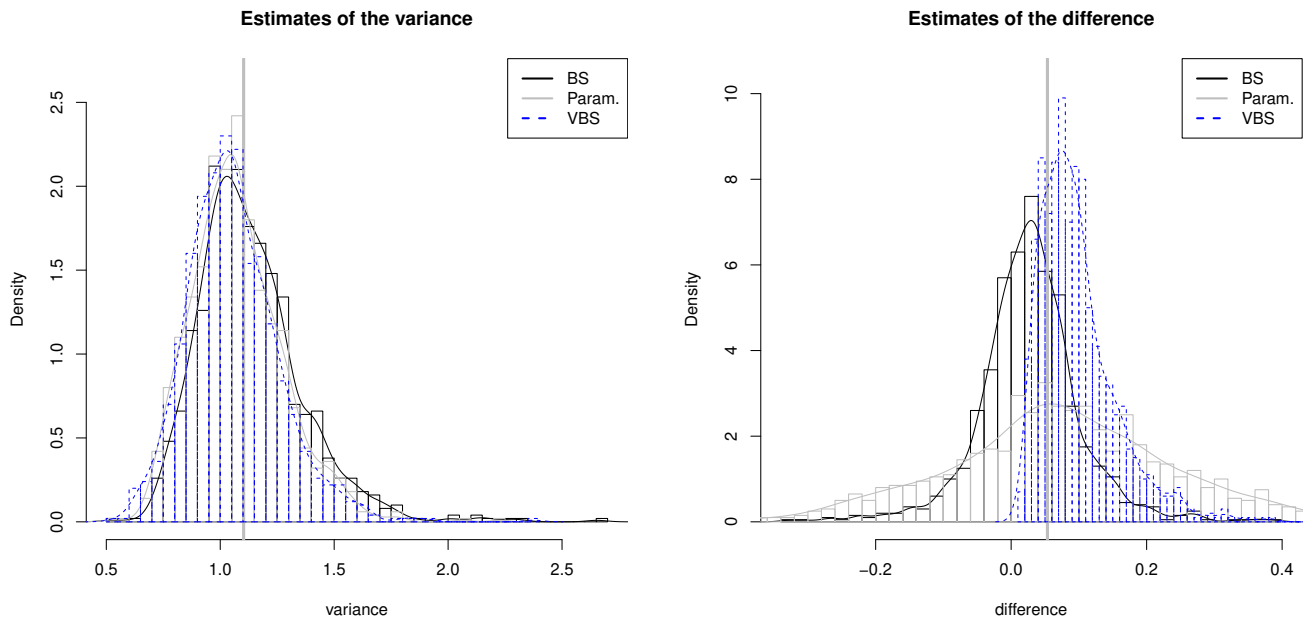 Estimates of the variance
BS
Param.
VBS
Density
0.0
0.5
1.0
1.5
2.0
2.5
0.5
1.0
1.5
2.0
2.5
variance
Estimates of the difference
BS
Param.
VBS
Density
0
2
4
6
8
10
−0.2
0.0
0.2
0.4
difference